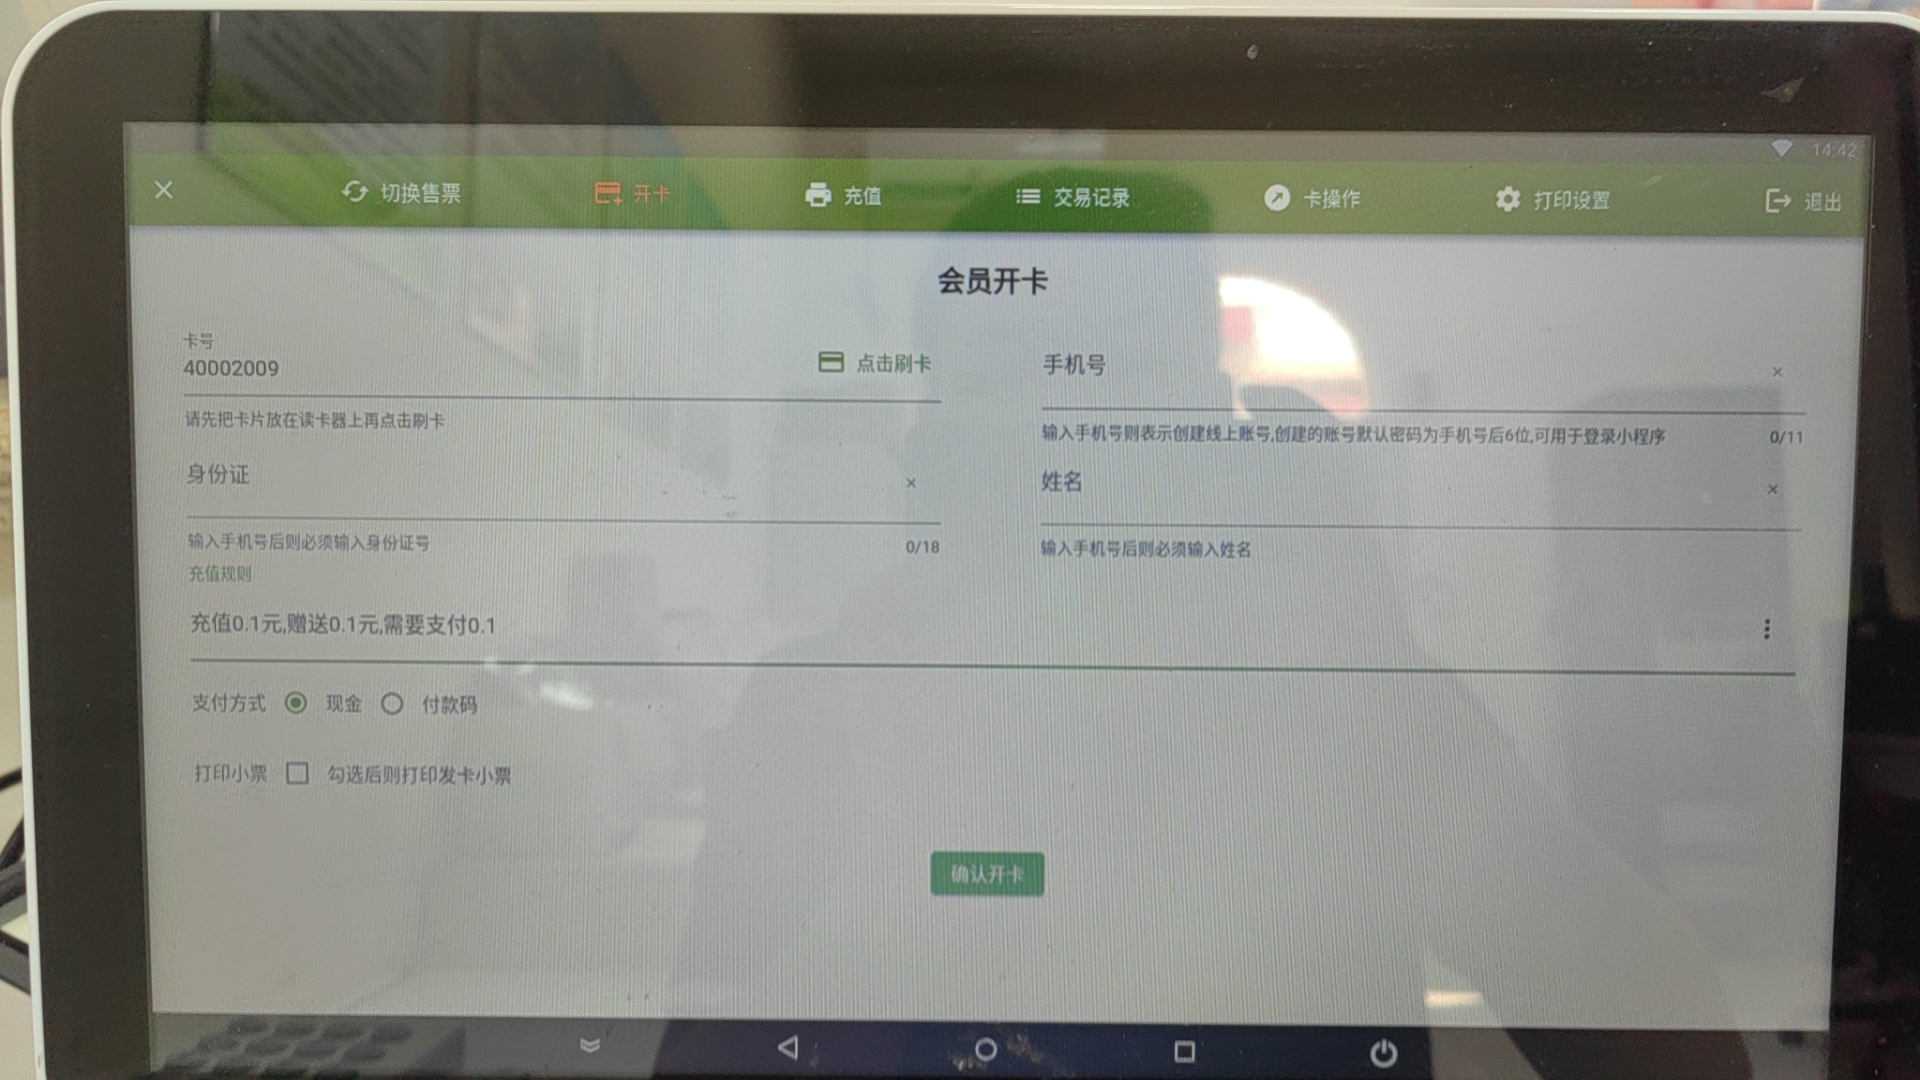 14:42
切换售票 开卡 充值 交易记录 卡操作 打印设置 退出
会员开卡
卡号
40002009 点击刷卡
手机号
请先把卡片放在读卡器上再点击刷卡
输入手机号则表示创建线上账号,创建的账号默认密码为手机号后6位,可用于登录小程序 0/11
身份证
姓名
输入手机号后则必须输入身份证号 0/18
输入手机号后则必须输入姓名
充值规则
充值0.1元,赠送0.1元,需要支付0.1
支付方式 现金 付款码
打印小票 勾选后则打印发卡小票
确认开卡